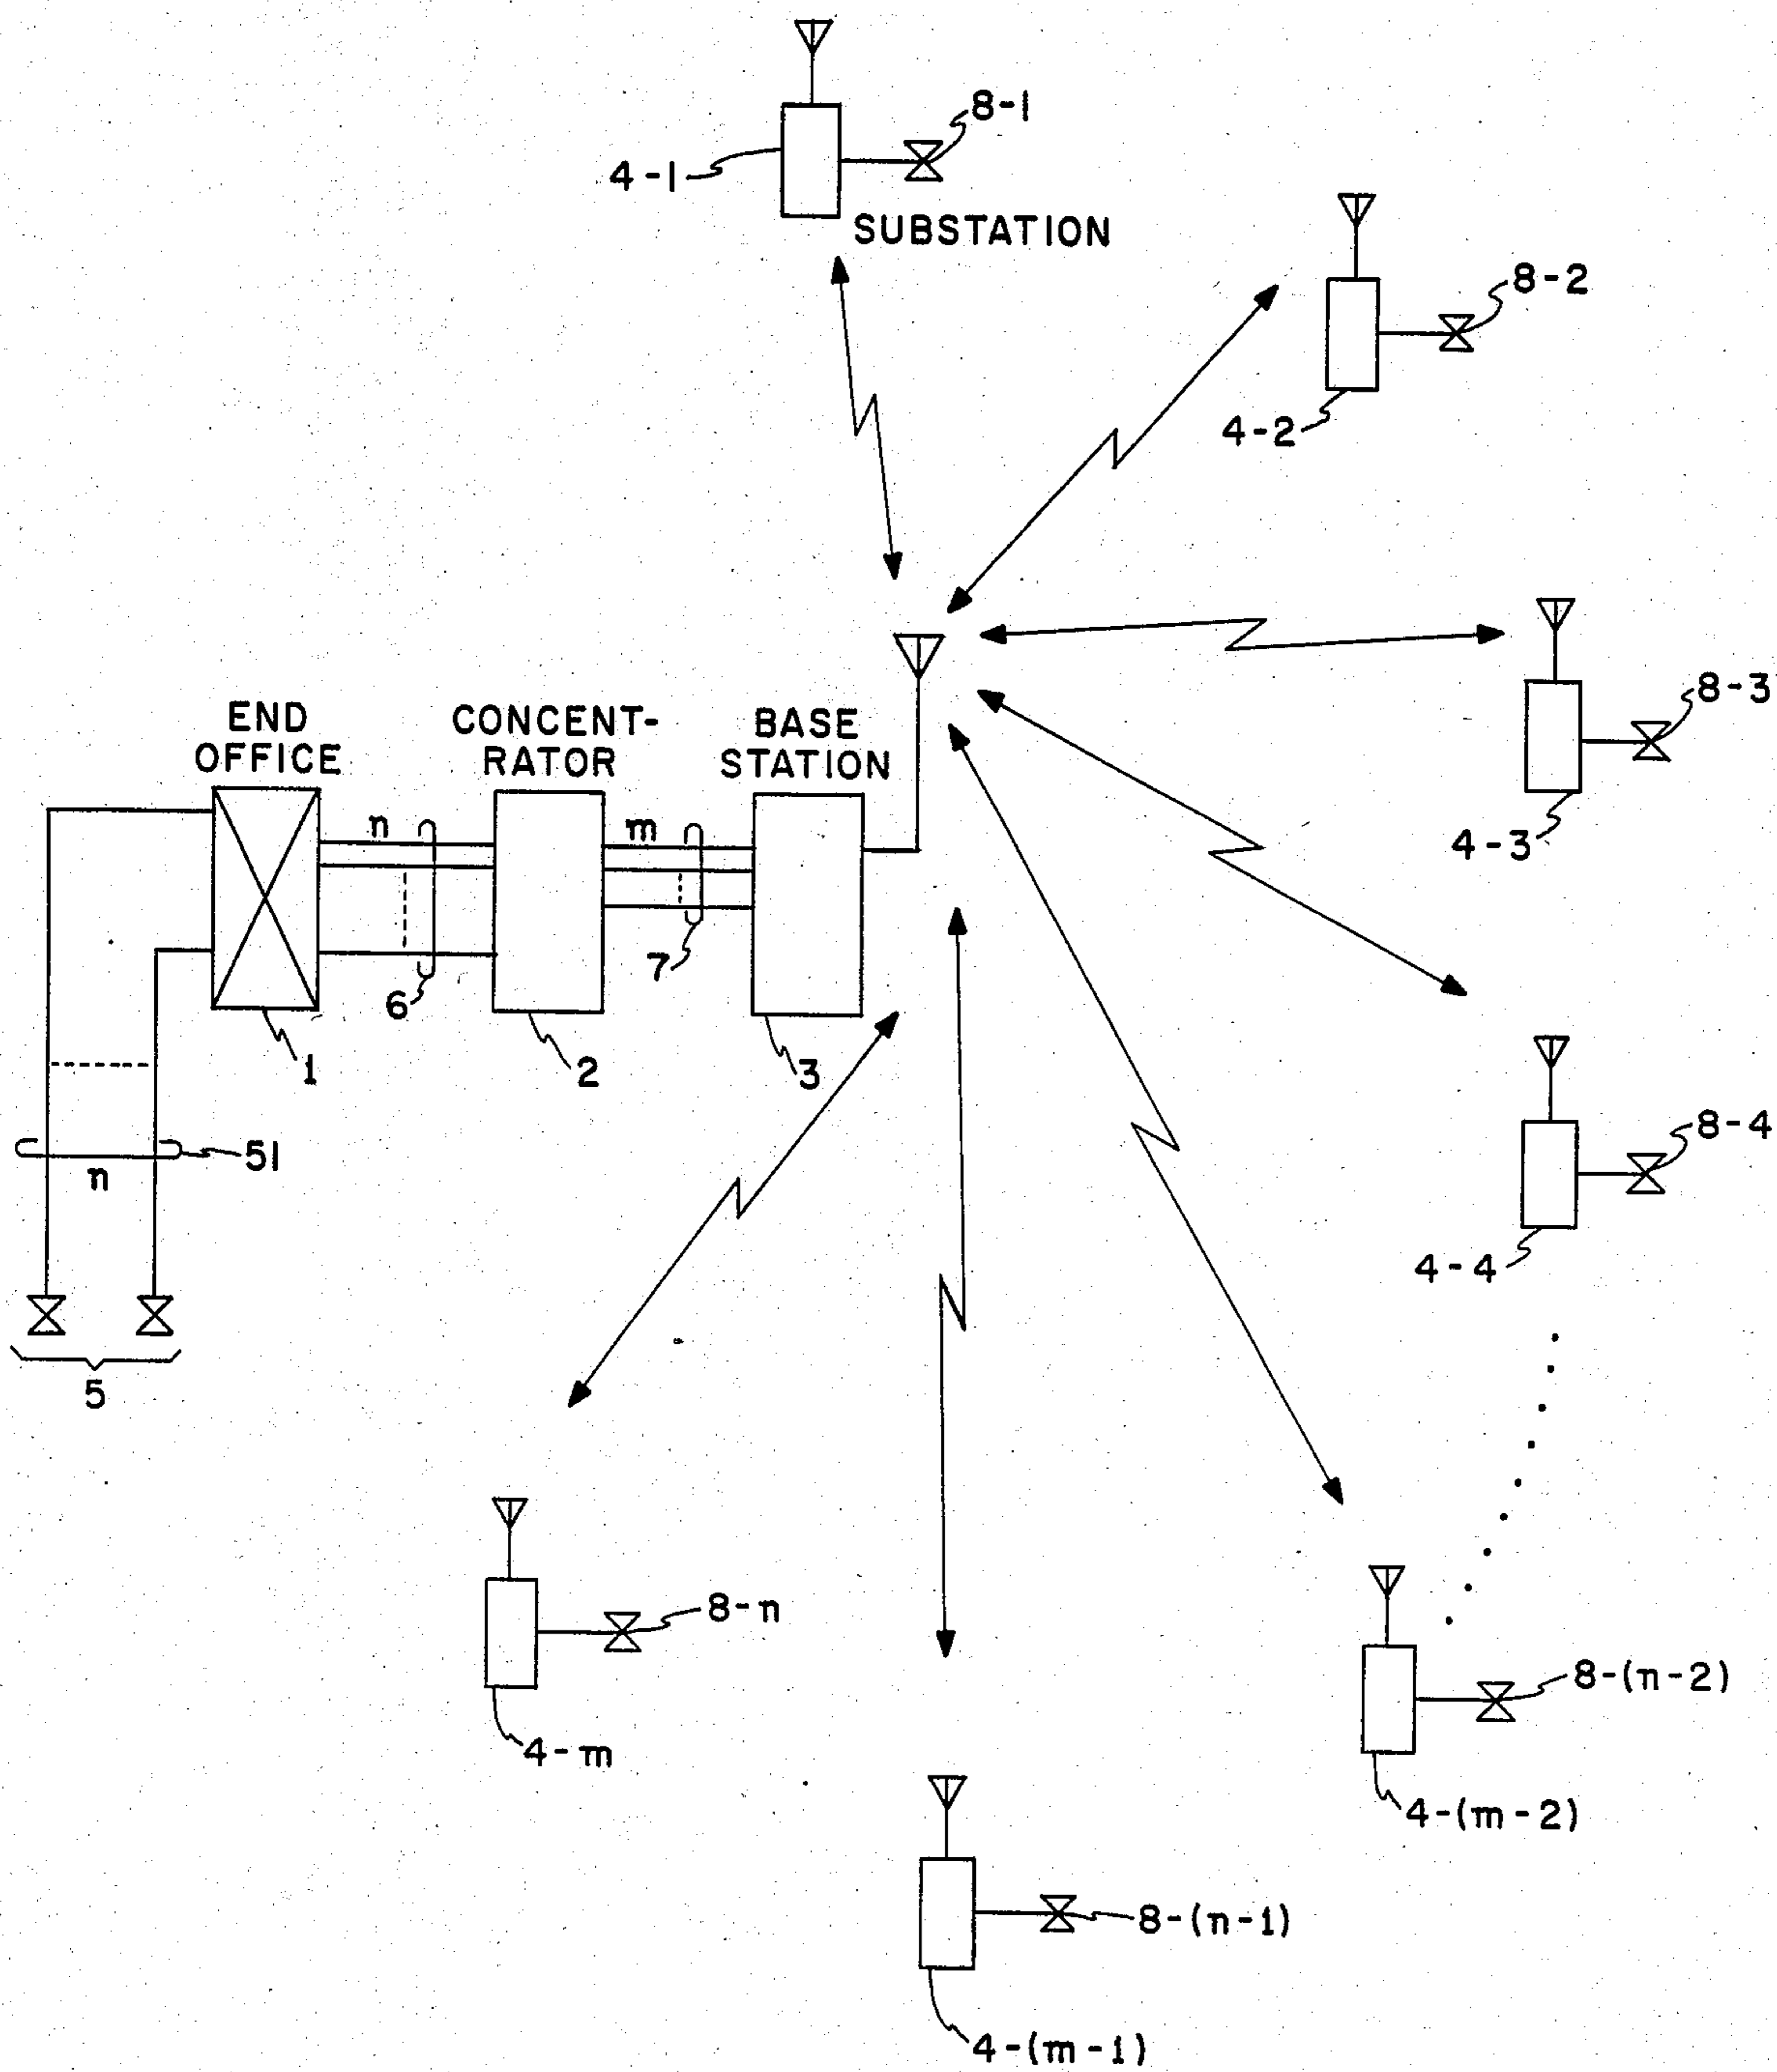 8-1
4-1
SUBSTATION
8-2
4-2
8-3
4-3
END
OFFICE
CONCENT-
RATOR
BASE
STATION
n
m
6
7
1
2
3
51
n
5
8-4
4-4
8-n
4-m
8-(n-2)
4-(m-2)
8-(n-1)
4-(m-1)